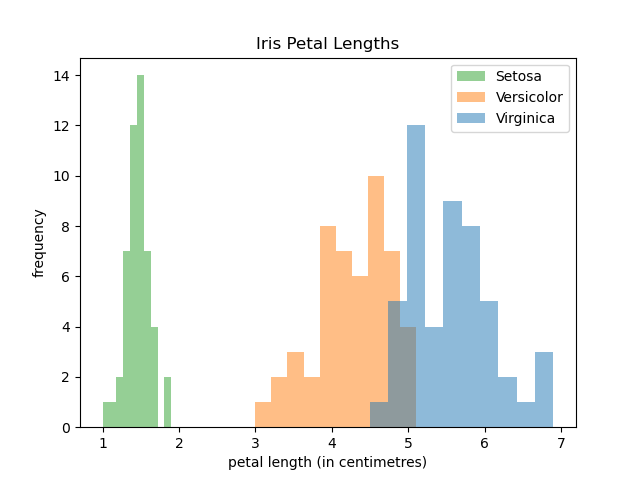 Iris Petal Lengths
Setosa
Versicolor
Virginica
frequency
14
12
10
8
6
4
2
0
1 2 3 4 5 6 7
petal length (in centimetres)